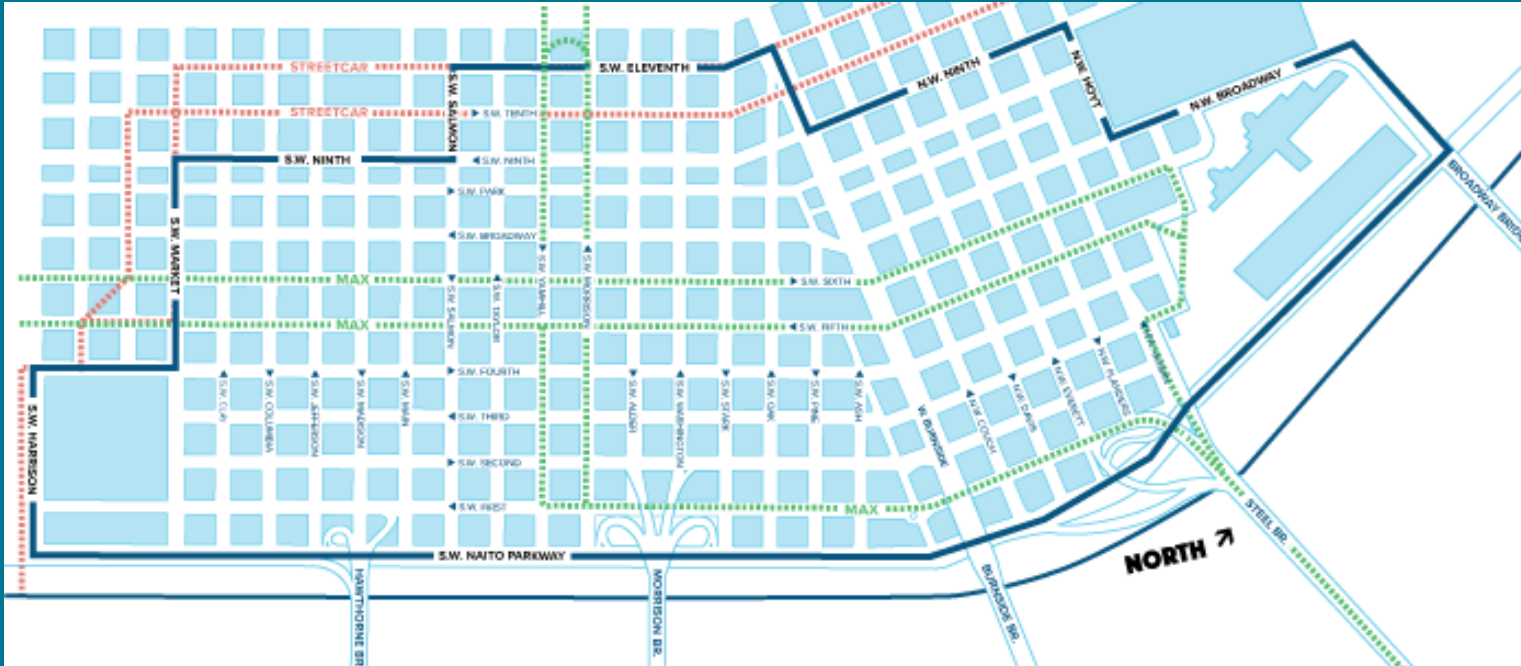 STREETCAR
S.W. ELEVENTH
N.W. NINTH
N.W. HOYT
N.W. BROADWAY
S.W. SALMON
STREETCAR
S.W. TENTH
S.W. NINTH
S.W. NINTH
S.W. PARK
BROADWAY BRIDGE
S.W. MARKET
S.W. BROADWAY
S.W. YAMHILL
S.W. MORRISON
MAX
S.W. SALMON
S.W. TAYLOR
S.W. SIXTH
MAX
S.W. FIFTH
S.W. FOURTH
S.W. CLAY
S.W. COLUMBIA
S.W. JEFFERSON
S.W. MADISON
S.W. MAIN
S.W. ALDER
S.W. WASHINGTON
S.W. STARK
S.W. OAK
S.W. PINE
S.W. ASH
W. BURNSIDE
N.W. COUCH
N.W. DAVIS
N.W. EVERETT
N.W. FLANDERS
S.W. HARRISON
S.W. THIRD
S.W. SECOND
S.W. FIRST
MAX
STEEL BR.
S.W. NAITO PARKWAY
NORTH
HAWTHORNE BR
MORRISON BR.
BURNSIDE BR.